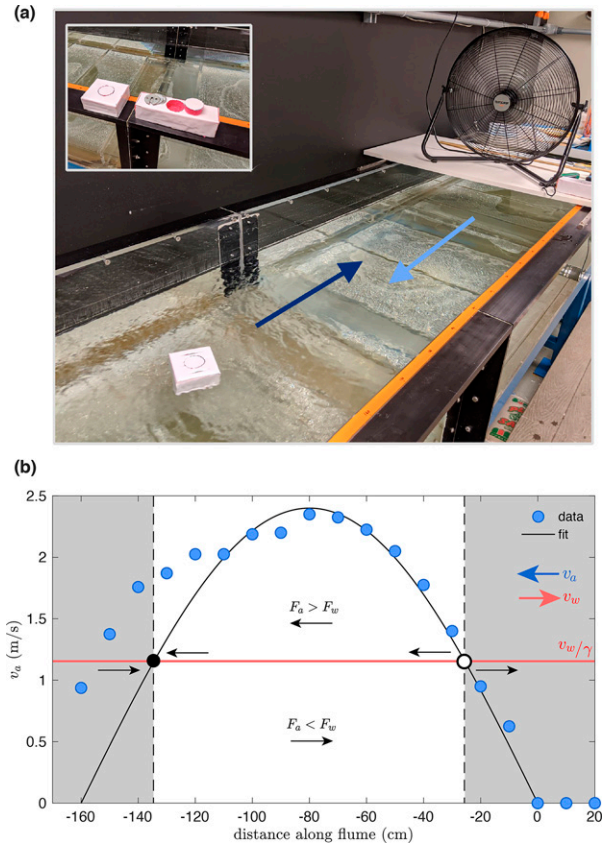 (a)
(b)
2.5
2
1.5
1
0.5
0
v_a (m/s)
-160 -140 -120 -100 -80 -60 -40 -20 0 20
distance along flume (cm)
data
fit
v_a
v_w
v_w/γ
F_a > F_w
F_a < F_w